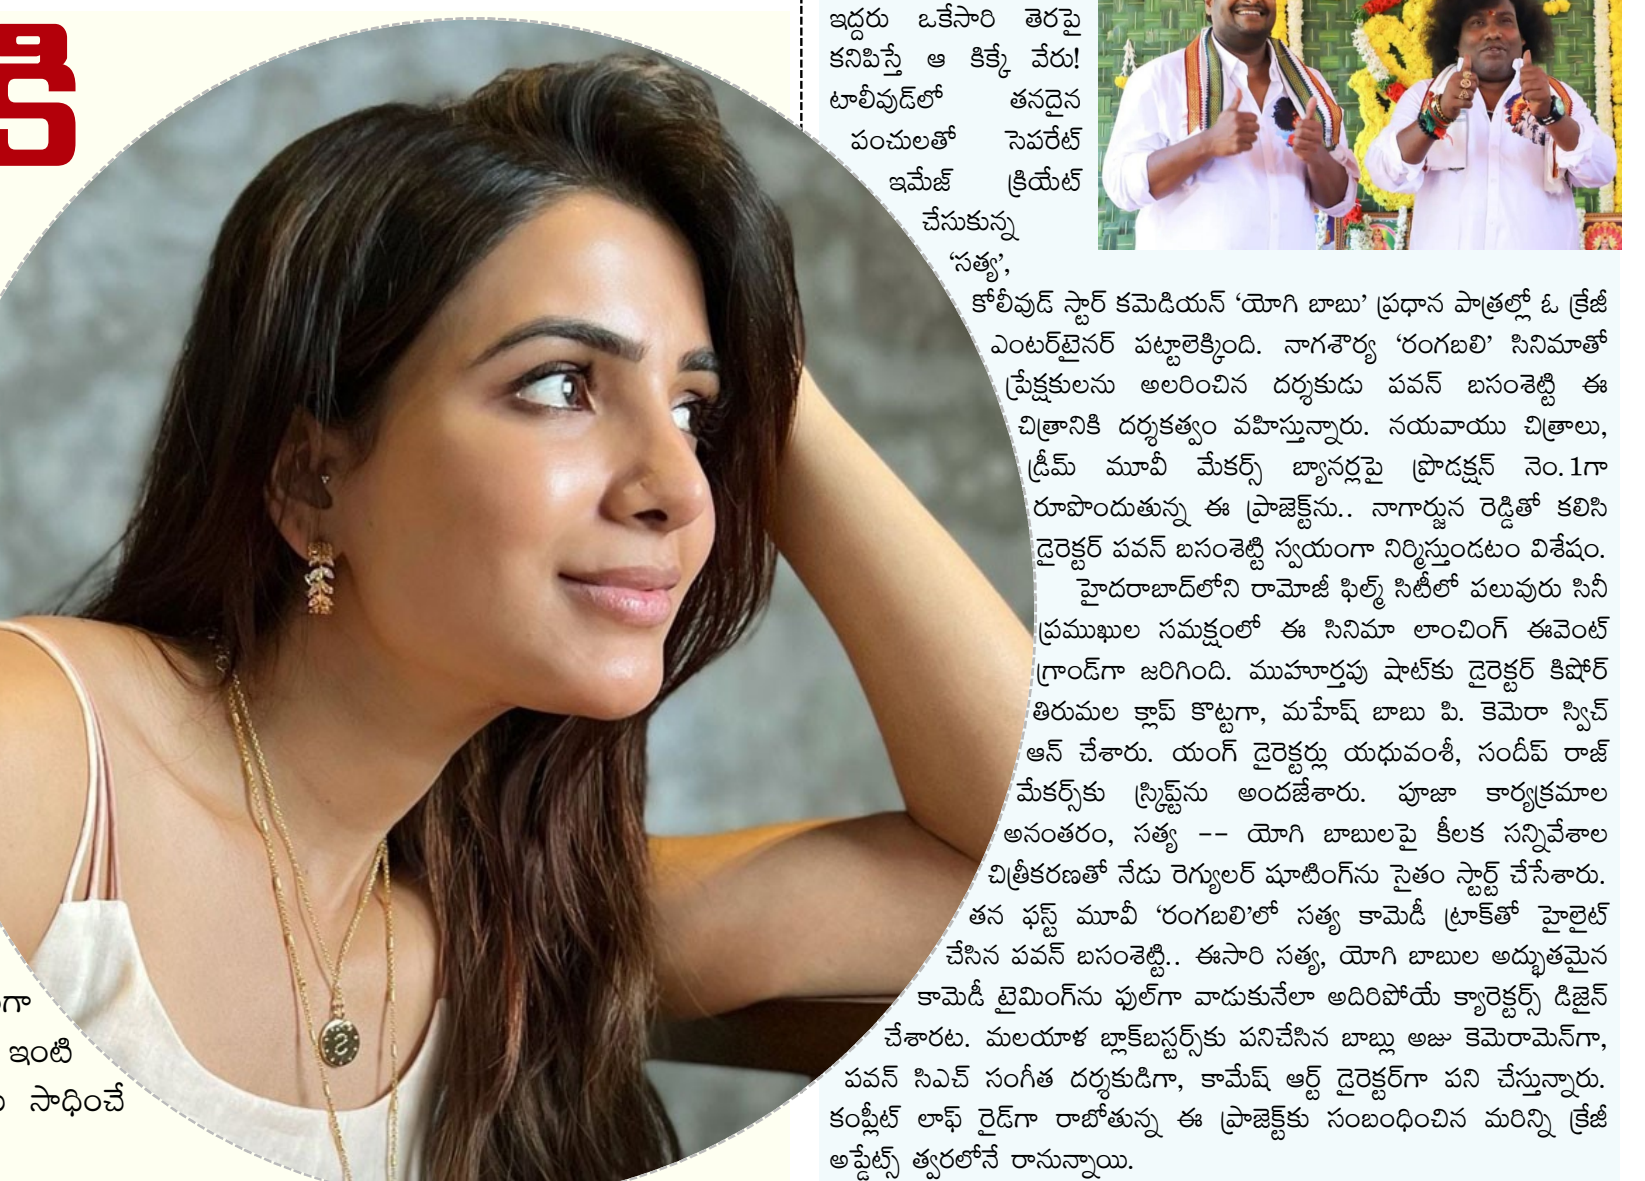 గా
ఇంటి
సాధించే
ఇద్దరు ఒకేసారి తెరపై
కనిపిస్తే ఆ కిక్కే వేరు!
టాలీవుడ్‌లో తనదైన
పంచులతో సెపరేట్
ఇమేజ్ క్రియేట్
చేసుకున్న
‘సత్య’,
కోలీవుడ్ స్టార్ కమెడియన్ ‘యోగి బాబు’ ప్రధాన పాత్రల్లో ఓ క్రేజీ
ఎంటర్‌టైనర్ పట్టాలెక్కింది. నాగశౌర్య ‘రంగబలి’ సినిమాతో
ప్రేక్షకులను అలరించిన దర్శకుడు పవన్ బసంశెట్టి ఈ
చిత్రానికి దర్శకత్వం వహిస్తున్నారు. నయవాయు చిత్రాలు,
డ్రీమ్ మూవీ మేకర్స్ బ్యానర్లపై ప్రొడక్షన్ నెం.1గా
రూపొందుతున్న ఈ ప్రాజెక్ట్‌ను.. నాగార్జున రెడ్డితో కలిసి
డైరెక్టర్ పవన్ బసంశెట్టి స్వయంగా నిర్మిస్తుండటం విశేషం.
హైదరాబాద్‌లోని రామోజీ ఫిల్మ్ సిటీలో పలువురు సినీ
ప్రముఖుల సమక్షంలో ఈ సినిమా లాంచింగ్ ఈవెంట్
గ్రాండ్‌గా జరిగింది. ముహూర్తపు షాట్‌కు డైరెక్టర్ కిషోర్
తిరుమల క్లాప్ కొట్టగా, మహేష్ బాబు పి. కెమెరా స్విచ్
ఆన్ చేశారు. యంగ్ డైరెక్టర్లు యధువంశీ, సందీప్ రాజ్
మేకర్స్‌కు స్క్రిప్ట్‌ను అందజేశారు. పూజా కార్యక్రమాల
అనంతరం, సత్య -- యోగి బాబులపై కీలక సన్నివేశాల
చిత్రీకరణతో నేడు రెగ్యులర్ షూటింగ్‌ను సైతం స్టార్ట్ చేసేశారు.
తన ఫస్ట్ మూవీ ‘రంగబలి’లో సత్య కామెడీ ట్రాక్‌తో హైలైట్
చేసిన పవన్ బసంశెట్టి.. ఈసారి సత్య, యోగి బాబుల అద్భుతమైన
కామెడీ టైమింగ్‌ను ఫుల్‌గా వాడుకునేలా అదిరిపోయే క్యారెక్టర్స్ డిజైన్
చేశారట. మలయాళ బ్లాక్‌బస్టర్స్‌కు పనిచేసిన బాబ్లు అజు కెమెరామెన్‌గా,
పవన్ సిఎచ్ సంగీత దర్శకుడిగా, కామేష్ ఆర్ట్ డైరెక్టర్‌గా పని చేస్తున్నారు.
కంప్లీట్ లాఫ్ రైడ్‌గా రాబోతున్న ఈ ప్రాజెక్ట్‌కు సంబంధించిన మరిన్ని క్రేజీ
అప్డేట్స్ త్వరలోనే రానున్నాయి.